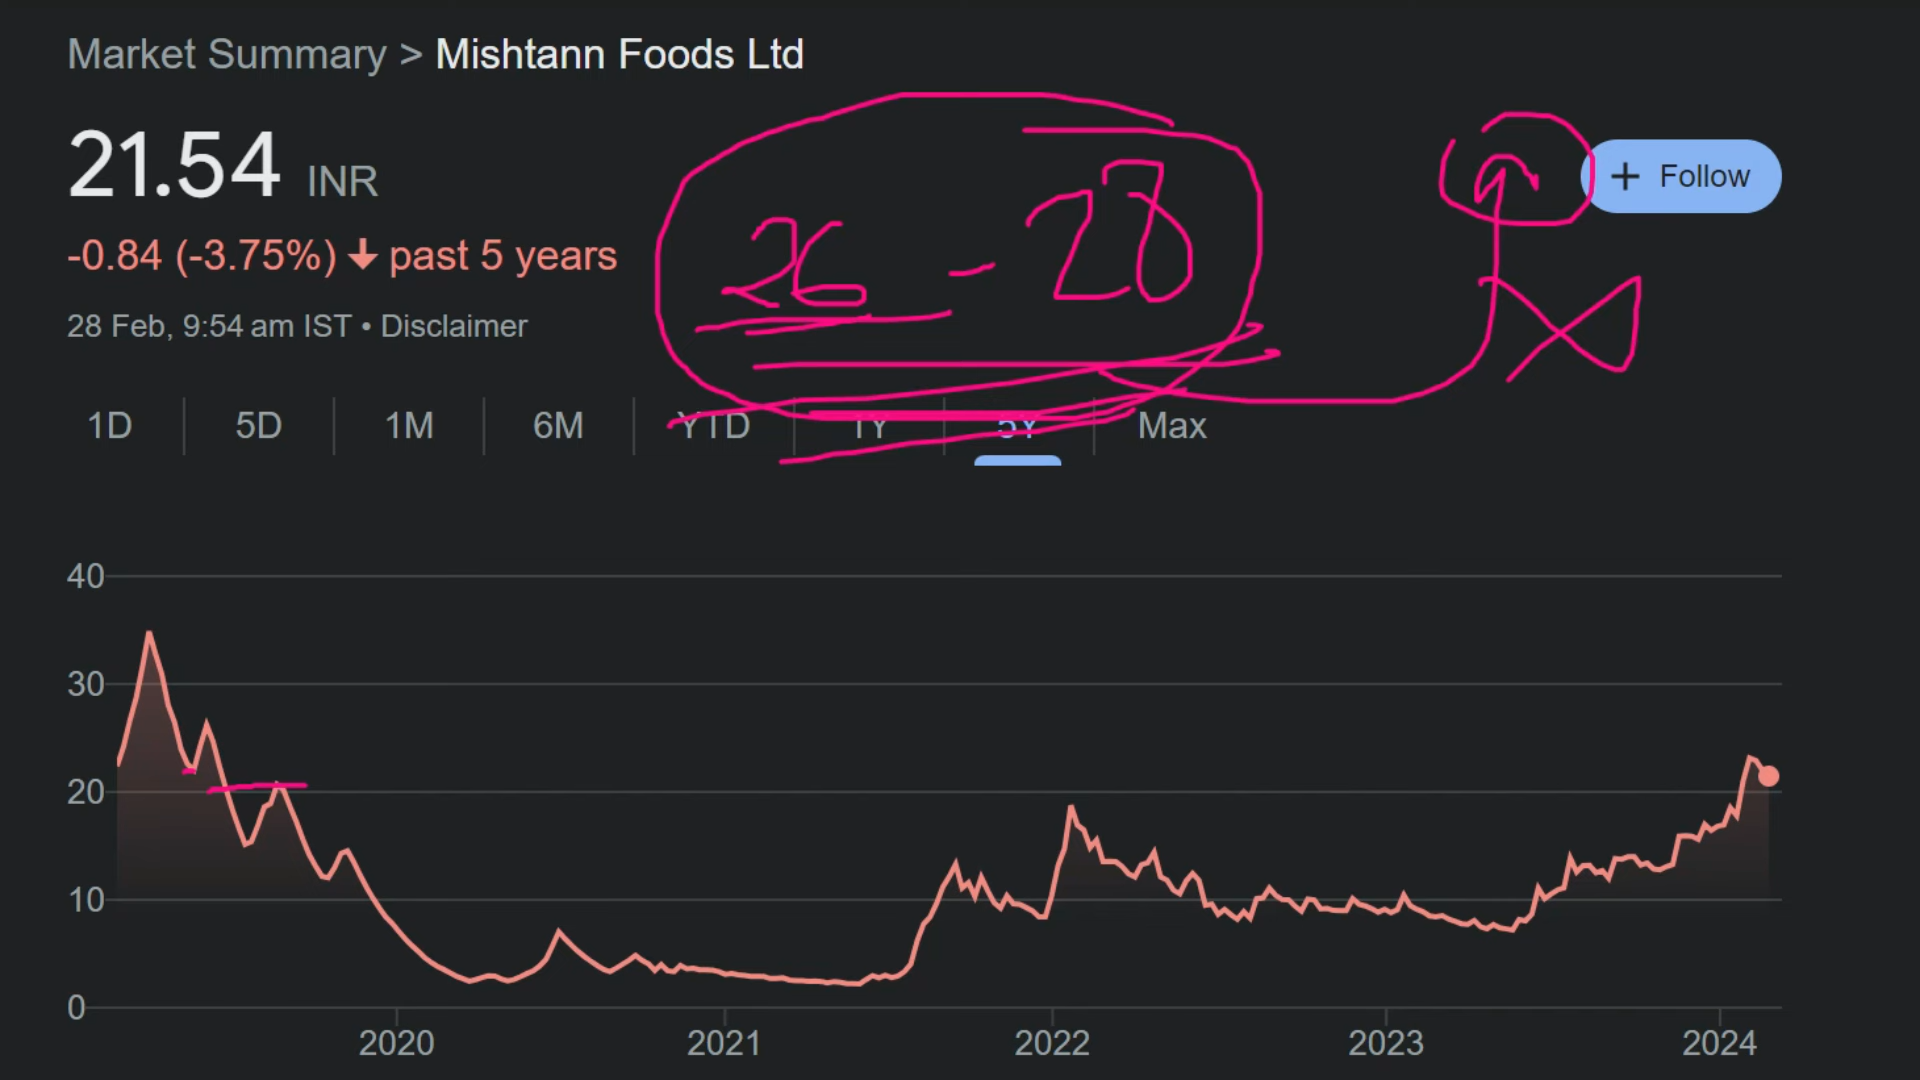 Market Summary > Mishtann Foods Ltd
21.54 INR
+ Follow
26 - 28
-0.84 (-3.75%) ↓ past 5 years
28 Feb, 9:54 am IST • Disclaimer
1D 5D 1M 6M YTD 1Y 5Y Max
40
30
20
10
0
2020 2021 2022 2023 2024